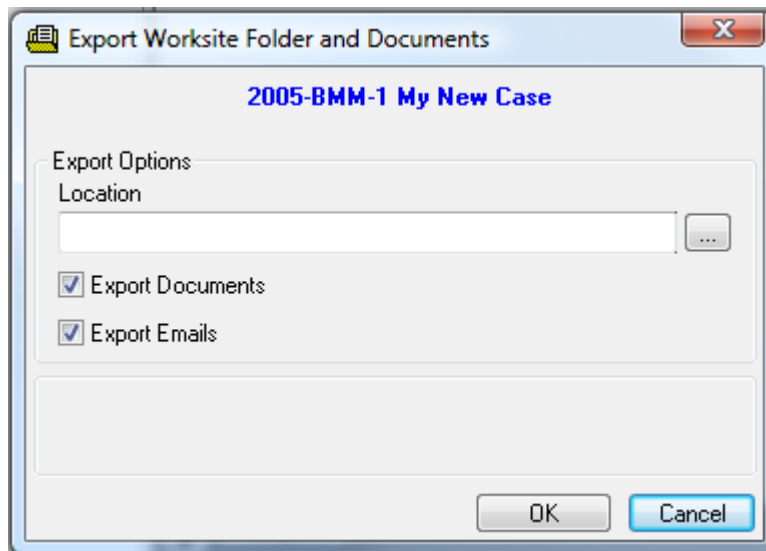 Export Worksite Folder and Documents
2005-BMM-1 My New Case
Export Options
Location
...
Export Documents
Export Emails
OK
Cancel